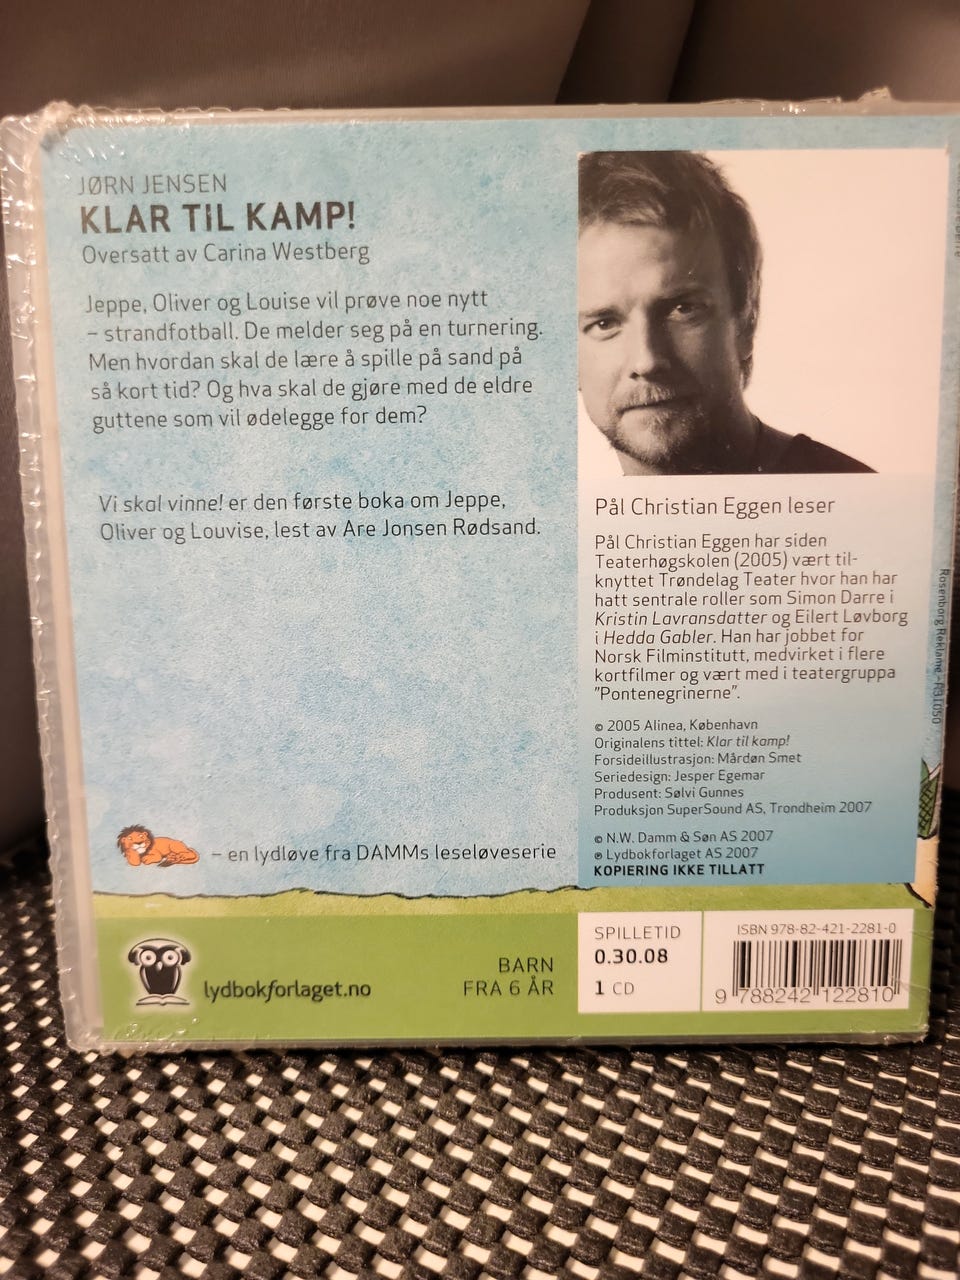 JØRN JENSEN
KLAR TIL KAMP!
Oversatt av Carina Westberg
Jeppe, Oliver og Louise vil prøve noe nytt
– strandfotball. De melder seg på en turnering.
Men hvordan skal de lære å spille på sand på
så kort tid? Og hva skal de gjøre med de eldre
guttene som vil ødelegge for dem?
Vi skal vinne! er den første boka om Jeppe,
Oliver og Louvise, lest av Are Jonsen Rødsand.
– en lydløve fra DAMMs leseløveserie
Pål Christian Eggen leser
Pål Christian Eggen har siden
Teaterhøgskolen (2005) vært til-
knyttet Trøndelag Teater hvor han har
hatt sentrale roller som Simon Darre i
Kristin Lavransdatter og Eilert Løvborg
i Hedda Gabler. Han har jobbet for
Norsk Filminstitutt, medvirket i flere
kortfilmer og vært med i teatergruppa
"Pontenegrinerne".
© 2005 Alinea, København
Originalens tittel: Klar til kamp!
Forsideillustrasjon: Mårdøn Smet
Seriedesign: Jesper Egemar
Produsent: Sølvi Gunnes
Produksjon SuperSound AS, Trondheim 2007
© N.W. Damm & Søn AS 2007
℗ Lydbokforlaget AS 2007
KOPIERING IKKE TILLATT
Rosenborg Reklame - R31050
lydbokforlaget.no
BARN
FRA 6 ÅR
SPILLETID
0.30.08
1 CD
ISBN 978-82-421-2281-0
9 788242 122810